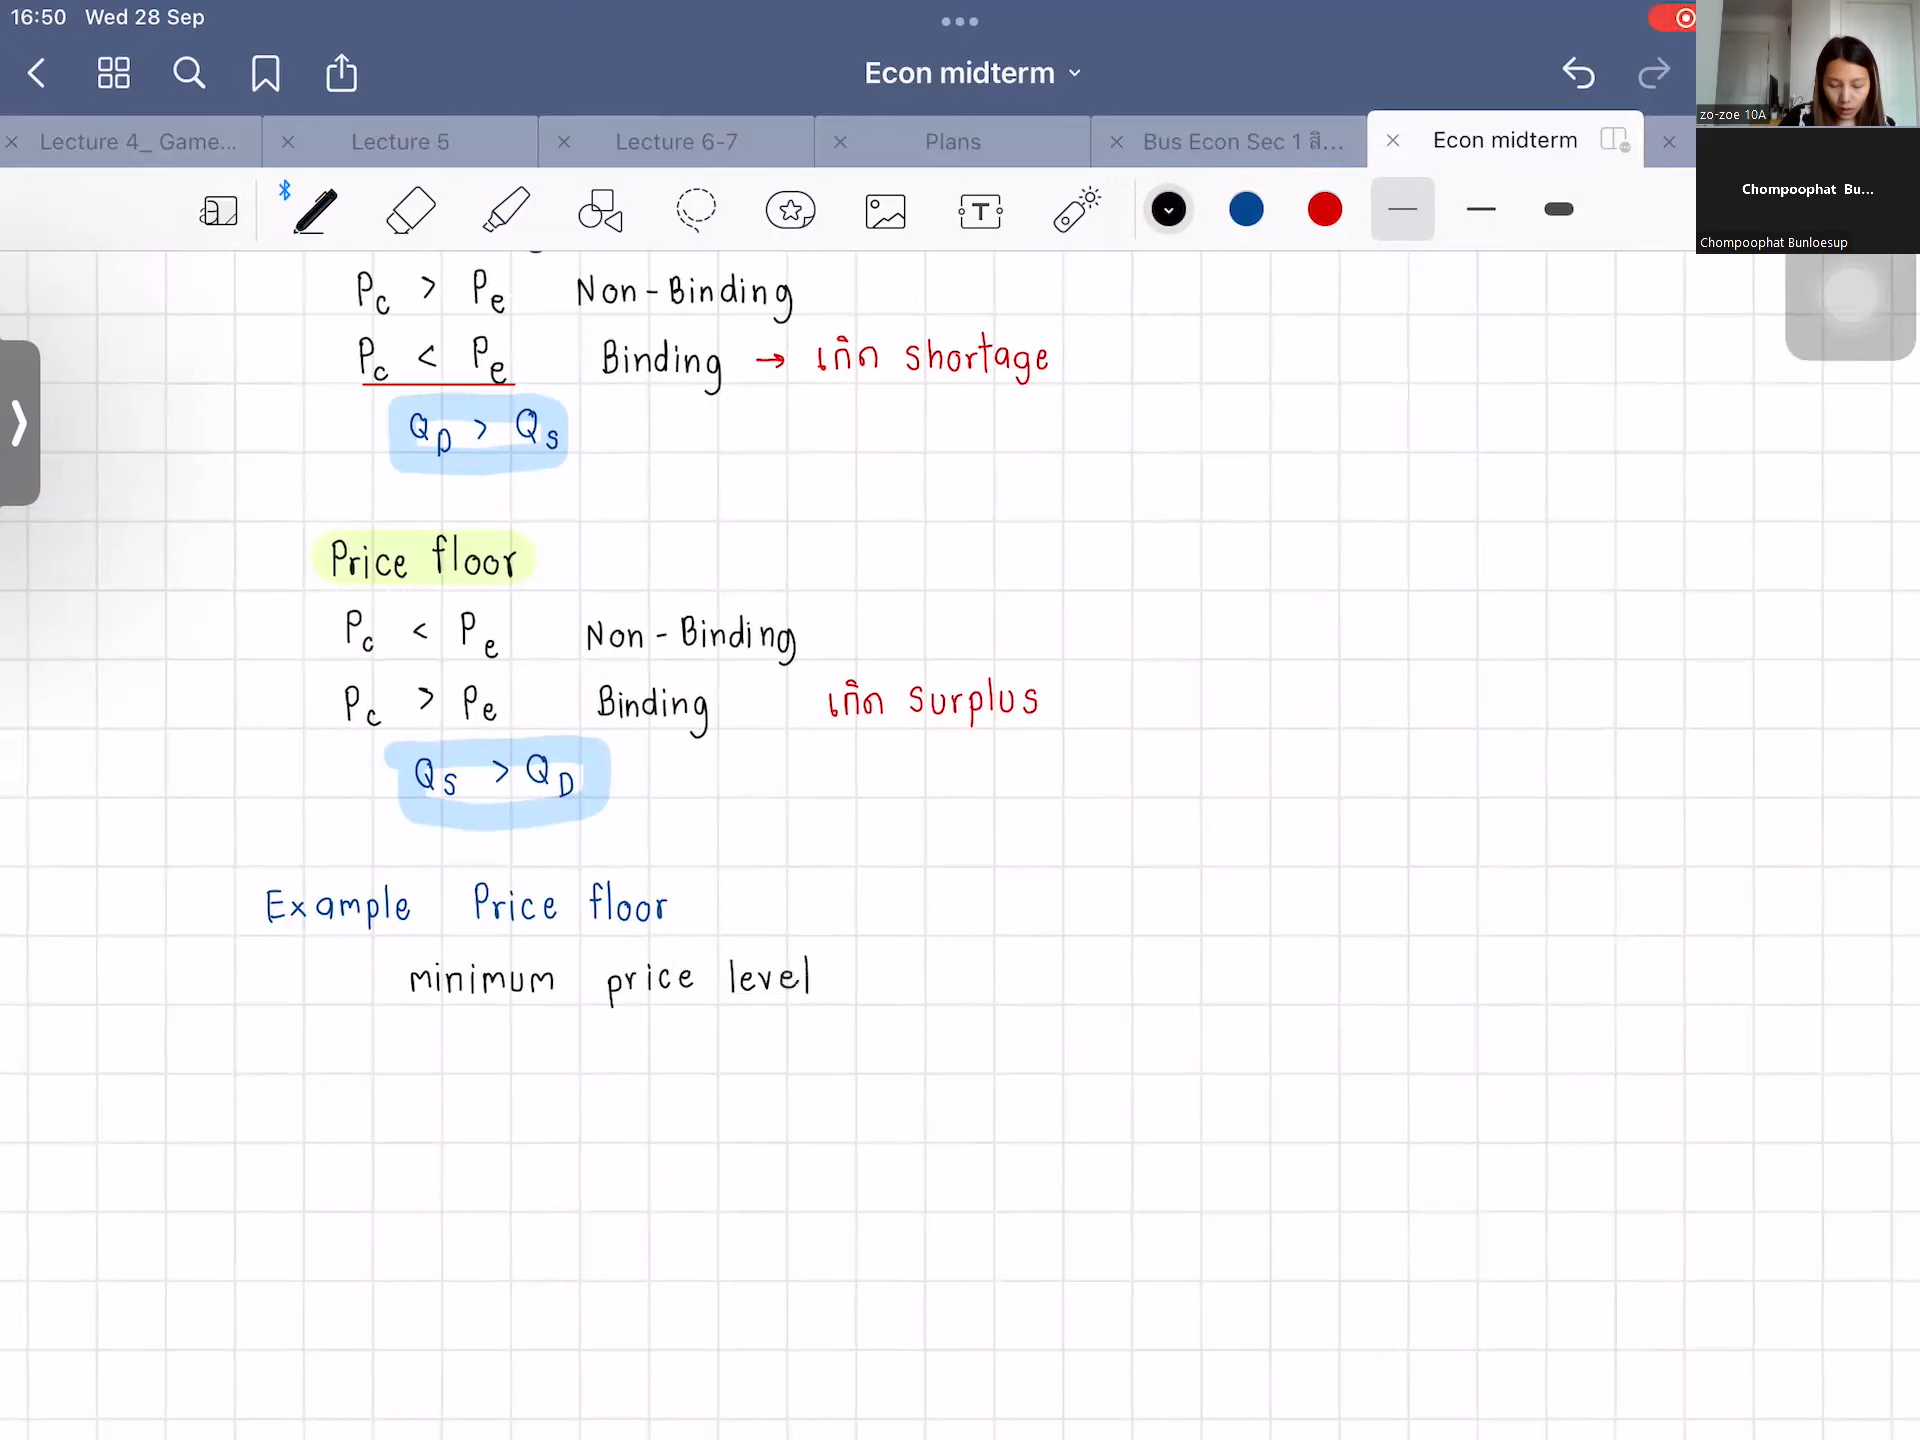 16:50 Wed 28 Sep
Econ midterm
Lecture 4_ Game...
Lecture 5
Lecture 6-7
Plans
Bus Econ Sec 1 สิ...
Econ midterm
zo-zoe 10A
Chompoophat Bu...
Chompoophat Bunloesup
Pc > Pe Non-Binding
Pc < Pe Binding → เกิด shortage
QD > QS
Price floor
Pc < Pe Non-Binding
Pc > Pe Binding เกิด surplus
QS > QD
Example Price floor
minimum price level